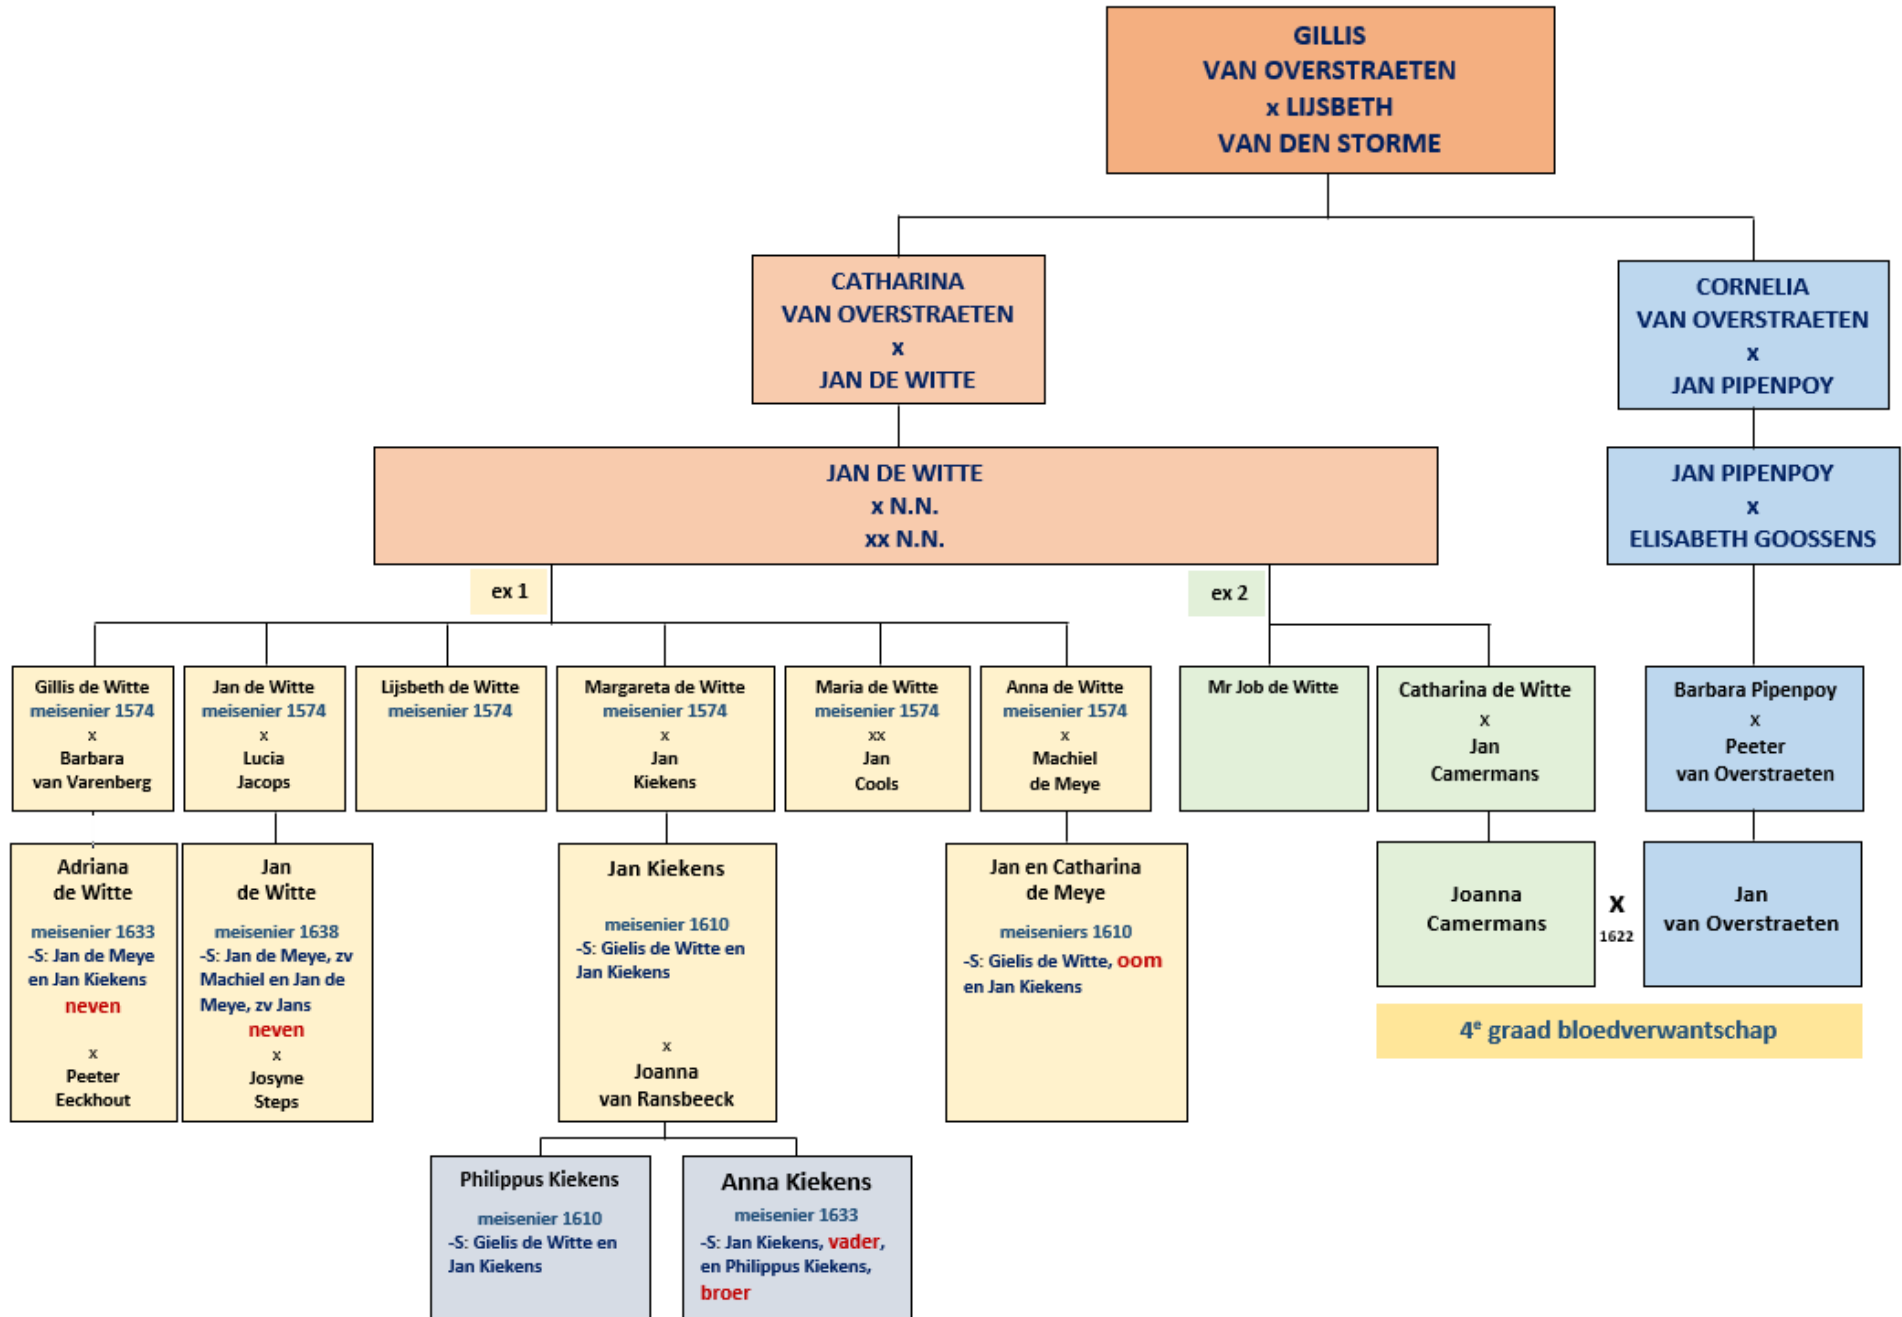 GILLIS
VAN OVERSTRAETEN
x LIJSBETH
VAN DEN STORME
CATHARINA
VAN OVERSTRAETEN
x
JAN DE WITTE
CORNELIA
VAN OVERSTRAETEN
x
JAN PIPENPOY
JAN DE WITTE
x N.N.
xx N.N.
JAN PIPENPOY
x
ELISABETH GOOSSENS
ex 1
ex 2
Gillis de Witte
meisenier 1574
x
Barbara
van Varenberg
Jan de Witte
meisenier 1574
x
Lucia
Jacops
Lijsbeth de Witte
meisenier 1574
Margareta de Witte
meisenier 1574
x
Jan
Kiekens
Maria de Witte
meisenier 1574
xx
Jan
Cools
Anna de Witte
meisenier 1574
x
Machiel
de Meye
Mr Job de Witte
Catharina de Witte
x
Jan
Camermans
Barbara Pipenpoy
x
Peeter
van Overstraeten
Adriana
de Witte
meisenier 1633
-S: Jan de Meye
en Jan Kiekens
neven
x
Peeter
Eeckhout
Jan
de Witte
meisenier 1638
-S: Jan de Meye, zv
Machiel en Jan de
Meye, zv Jans
neven
x
Josyne
Steps
Jan Kiekens
meisenier 1610
-S: Gielis de Witte en
Jan Kiekens
x
Joanna
van Ransbeeck
Jan en Catharina
de Meye
meiseniers 1610
-S: Gielis de Witte, oom
en Jan Kiekens
Joanna
Camermans
X
1622
Jan
van Overstraeten
4e graad bloedverwantschap
Philippus Kiekens
meisenier 1610
-S: Gielis de Witte en
Jan Kiekens
Anna Kiekens
meisenier 1633
-S: Jan Kiekens, vader,
en Philippus Kiekens,
broer